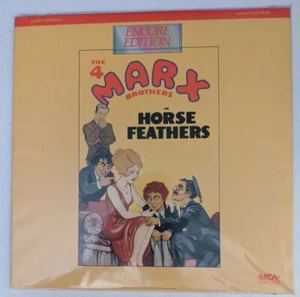 ENCORE
EDITION
THE
4
MARX
BROTHERS
IN
HORSE
FEATHERS
MCA